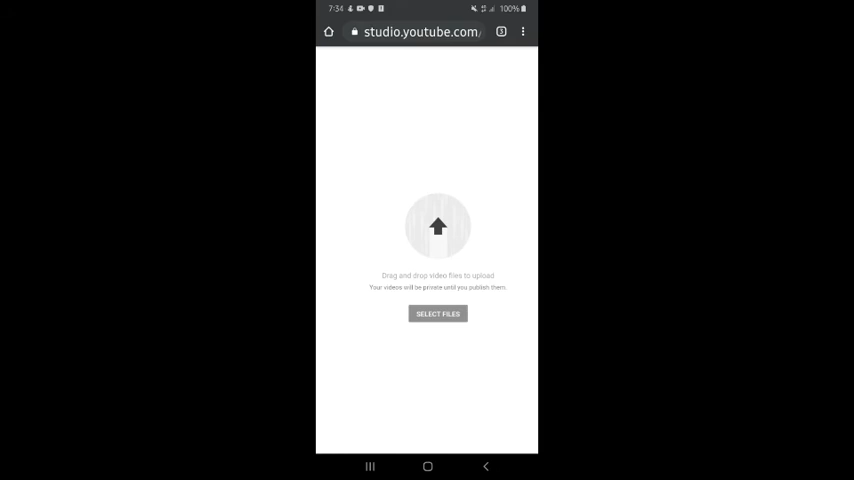 7:34
100%
studio.youtube.com/
3
Drag and drop video files to upload
Your videos will be private until you publish them.
SELECT FILES